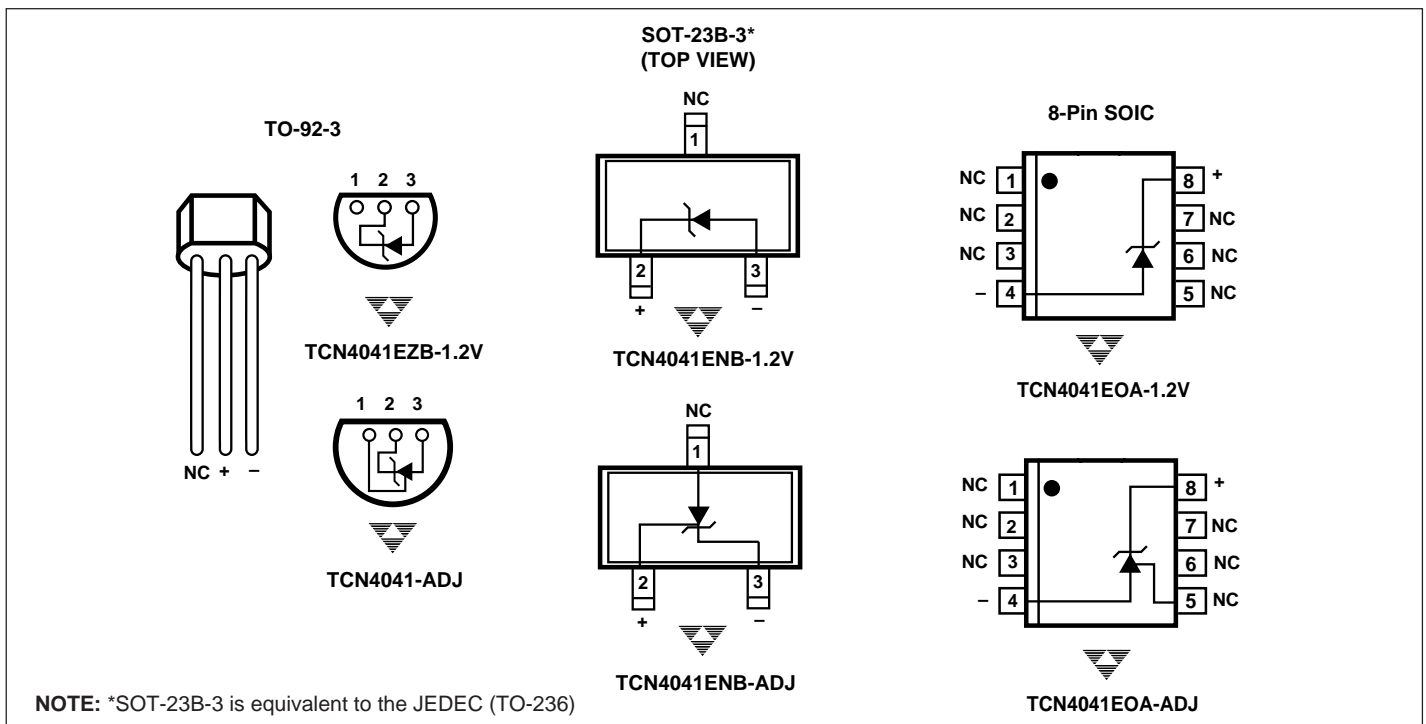 SOT-23B-3*
(TOP VIEW)
TO-92-3
8-Pin SOIC
1 2 3
NC + –
TCN4041EZB-1.2V
1 2 3
TCN4041-ADJ
NC
1
2
3
+ –
TCN4041ENB-1.2V
NC
1
2
3
+ –
TCN4041ENB-ADJ
NC 1 8 +
NC 2 7 NC
NC 3 6 NC
– 4 5 NC
TCN4041EOA-1.2V
NC 1 8 +
NC 2 7 NC
NC 3 6 NC
– 4 5 NC
TCN4041EOA-ADJ
NOTE: *SOT-23B-3 is equivalent to the JEDEC (TO-236)